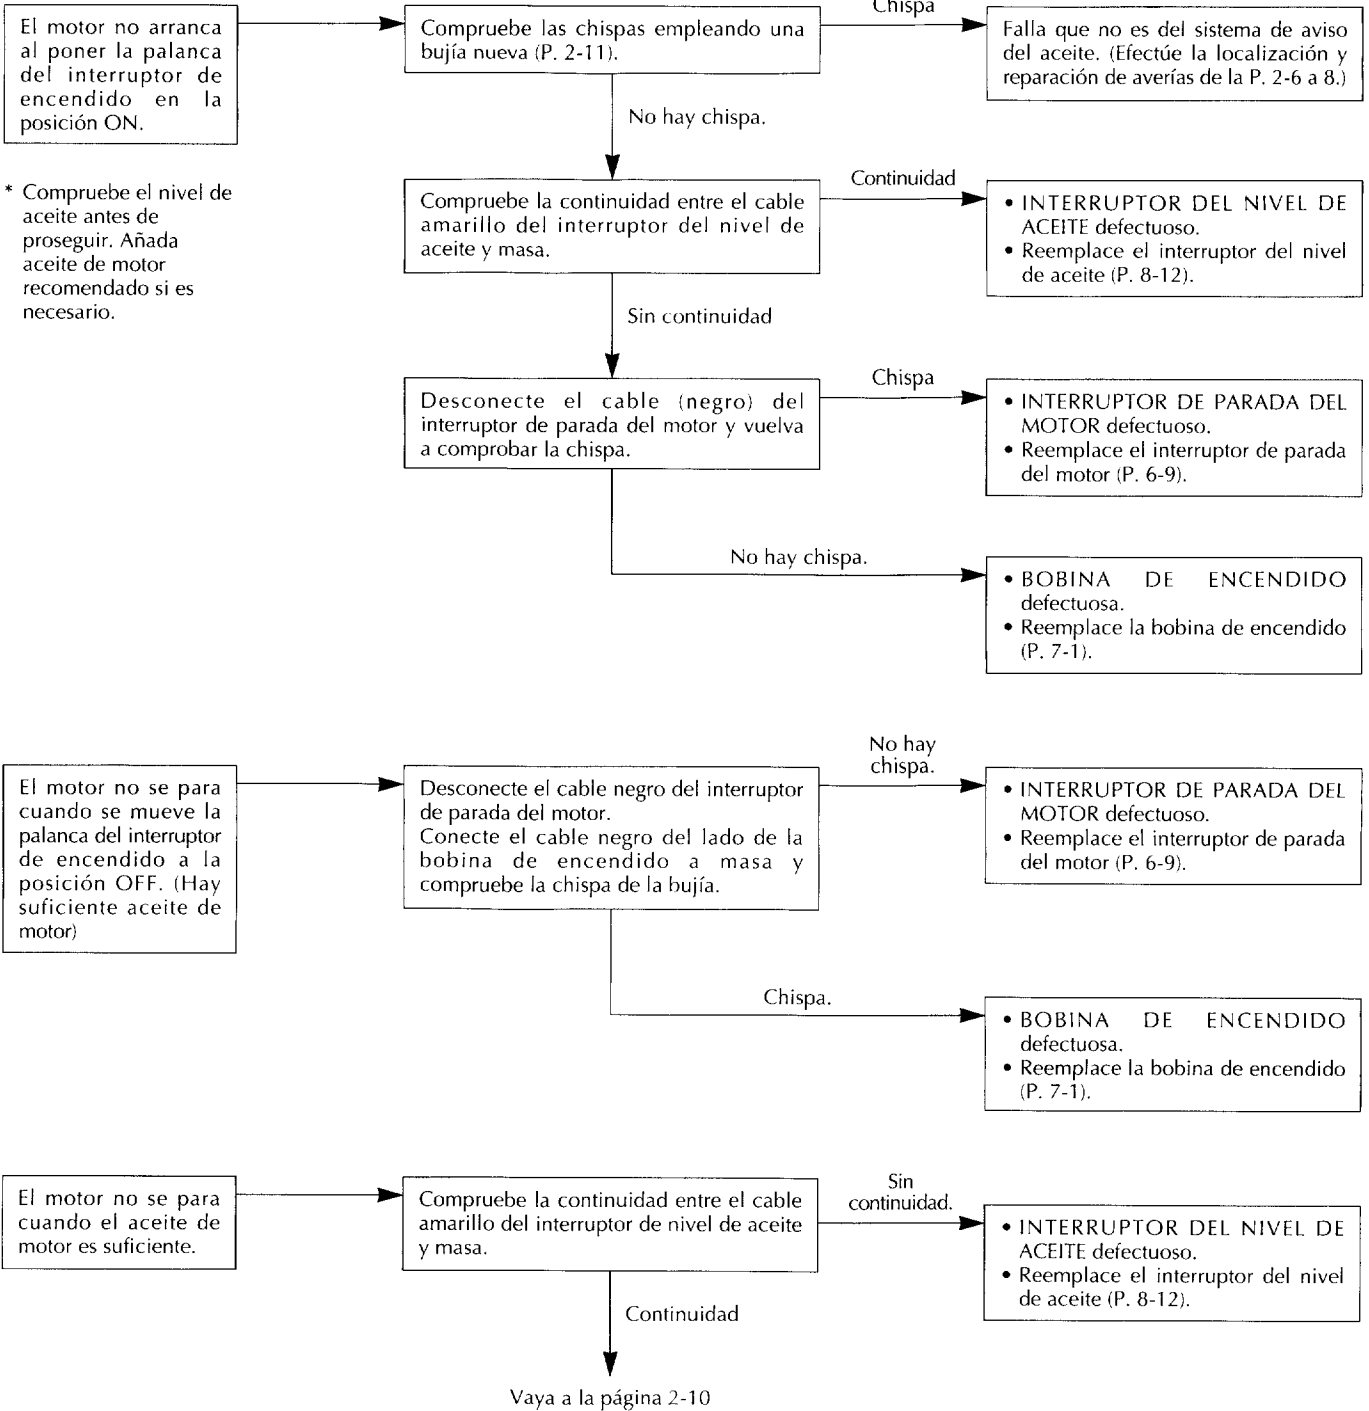 El motor no arranca
al poner la palanca
del interruptor de
encendido en la
posición ON.
* Compruebe el nivel de
aceite antes de
proseguir. Añada
aceite de motor
recomendado si es
necesario.
Compruebe las chispas empleando una
bujía nueva (P. 2-11).
Chispa
Falla que no es del sistema de aviso
del aceite. (Efectúe la localización y
reparación de averías de la P. 2-6 a 8.)
No hay chispa.
Compruebe la continuidad entre el cable
amarillo del interruptor del nivel de
aceite y masa.
Continuidad
• INTERRUPTOR DEL NIVEL DE
ACEITE defectuoso.
• Reemplace el interruptor del nivel
de aceite (P. 8-12).
Sin continuidad
Desconecte el cable (negro) del
interruptor de parada del motor y vuelva
a comprobar la chispa.
Chispa
• INTERRUPTOR DE PARADA DEL
MOTOR defectuoso.
• Reemplace el interruptor de parada
del motor (P. 6-9).
No hay chispa.
• BOBINA DE ENCENDIDO
defectuosa.
• Reemplace la bobina de encendido
(P. 7-1).
El motor no se para
cuando se mueve la
palanca del interruptor
de encendido a la
posición OFF. (Hay
suficiente aceite de
motor)
Desconecte el cable negro del interruptor
de parada del motor.
Conecte el cable negro del lado de la
bobina de encendido a masa y
compruebe la chispa de la bujía.
No hay
chispa.
• INTERRUPTOR DE PARADA DEL
MOTOR defectuoso.
• Reemplace el interruptor de parada
del motor (P. 6-9).
Chispa.
• BOBINA DE ENCENDIDO
defectuosa.
• Reemplace la bobina de encendido
(P. 7-1).
El motor no se para
cuando el aceite de
motor es suficiente.
Compruebe la continuidad entre el cable
amarillo del interruptor de nivel de aceite
y masa.
Sin
continuidad.
• INTERRUPTOR DEL NIVEL DE
ACEITE defectuoso.
• Reemplace el interruptor del nivel
de aceite (P. 8-12).
Continuidad
Vaya a la página 2-10